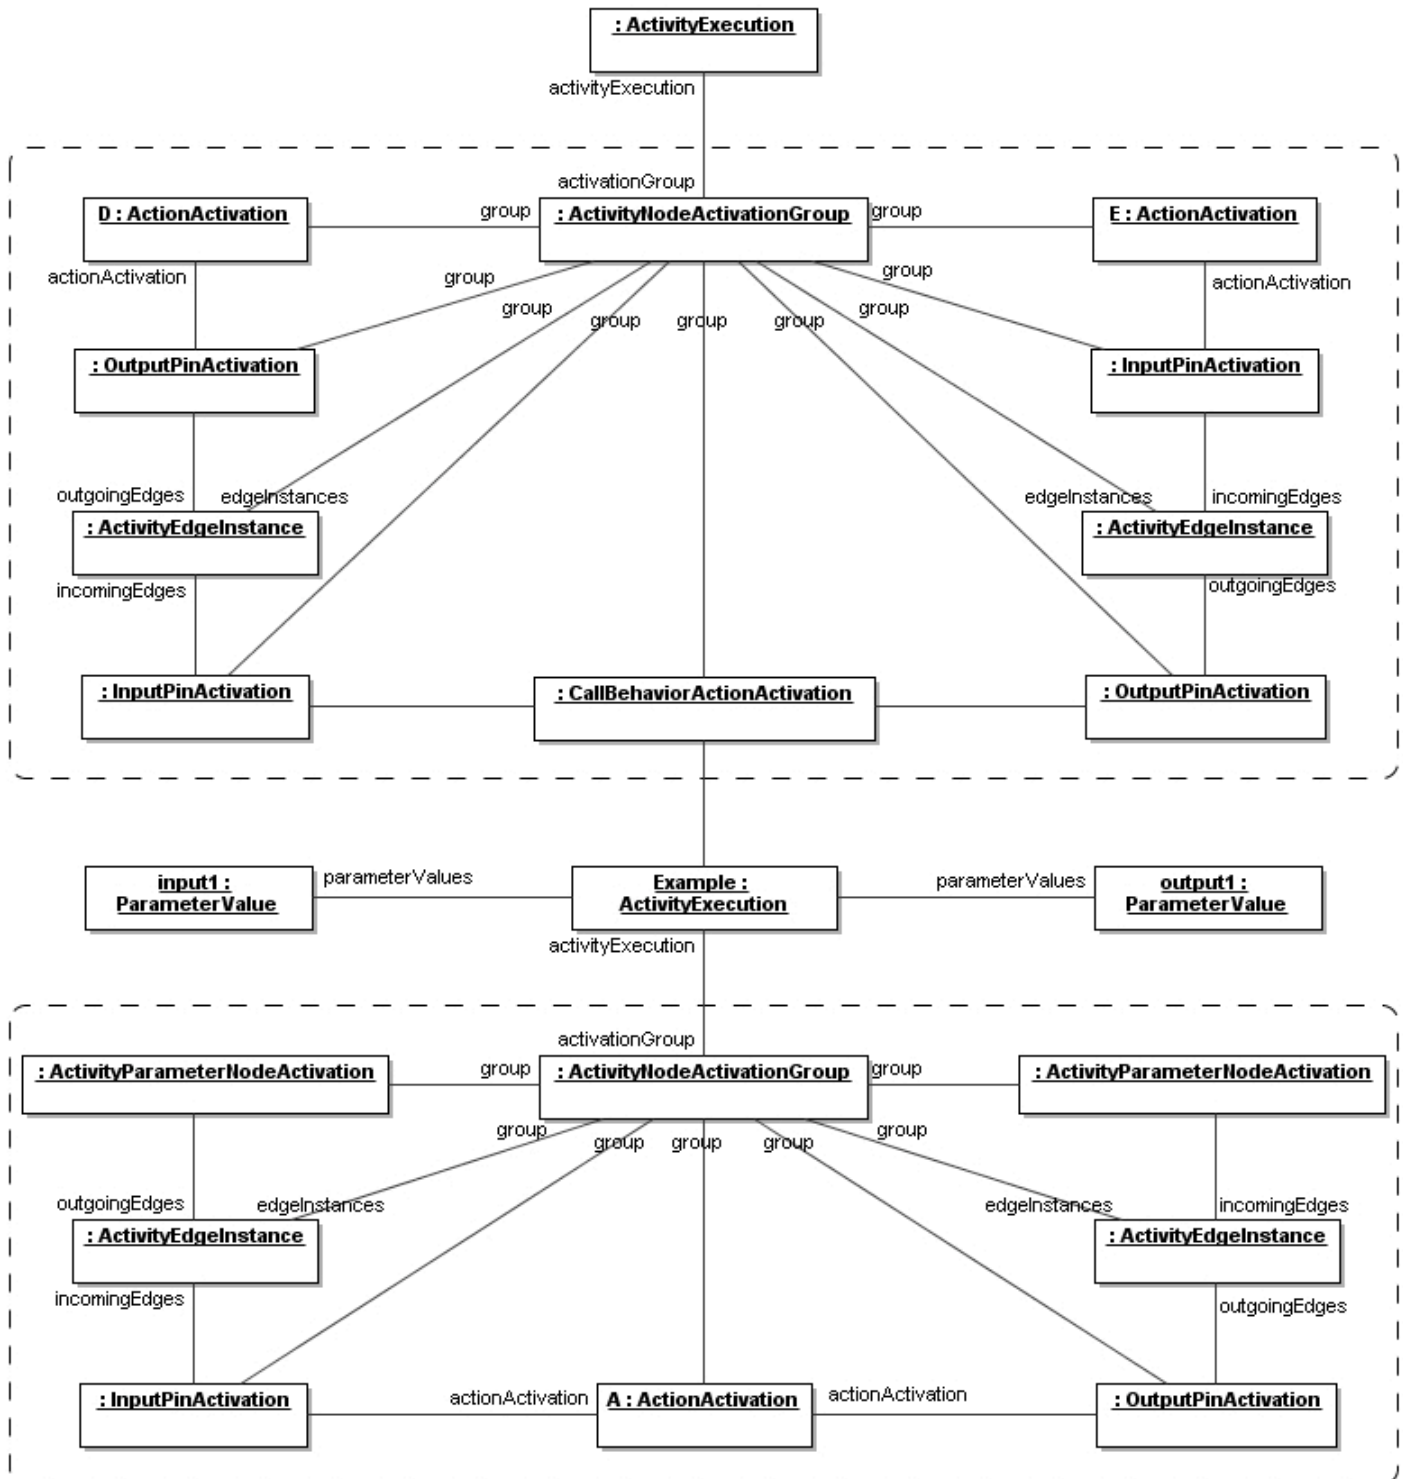 : ActivityExecution
activityExecution
activationGroup
D : ActionActivation
group
: ActivityNodeActivationGroup
group
E : ActionActivation
actionActivation
group
group
actionActivation
group
group
group
group
group
: OutputPinActivation
: InputPinActivation
outgoingEdges
edgeInstances
edgeInstances
incomingEdges
: ActivityEdgeInstance
: ActivityEdgeInstance
incomingEdges
outgoingEdges
: InputPinActivation
: CallBehaviorActionActivation
: OutputPinActivation
input1 :
ParameterValue
parameterValues
Example :
ActivityExecution
parameterValues
output1 :
ParameterValue
activityExecution
activationGroup
: ActivityParameterNodeActivation
group
: ActivityNodeActivationGroup
group
: ActivityParameterNodeActivation
group
group
group
group
group
outgoingEdges
edgeInstances
edgeInstances
incomingEdges
: ActivityEdgeInstance
: ActivityEdgeInstance
incomingEdges
outgoingEdges
: InputPinActivation
actionActivation
A : ActionActivation
actionActivation
: OutputPinActivation